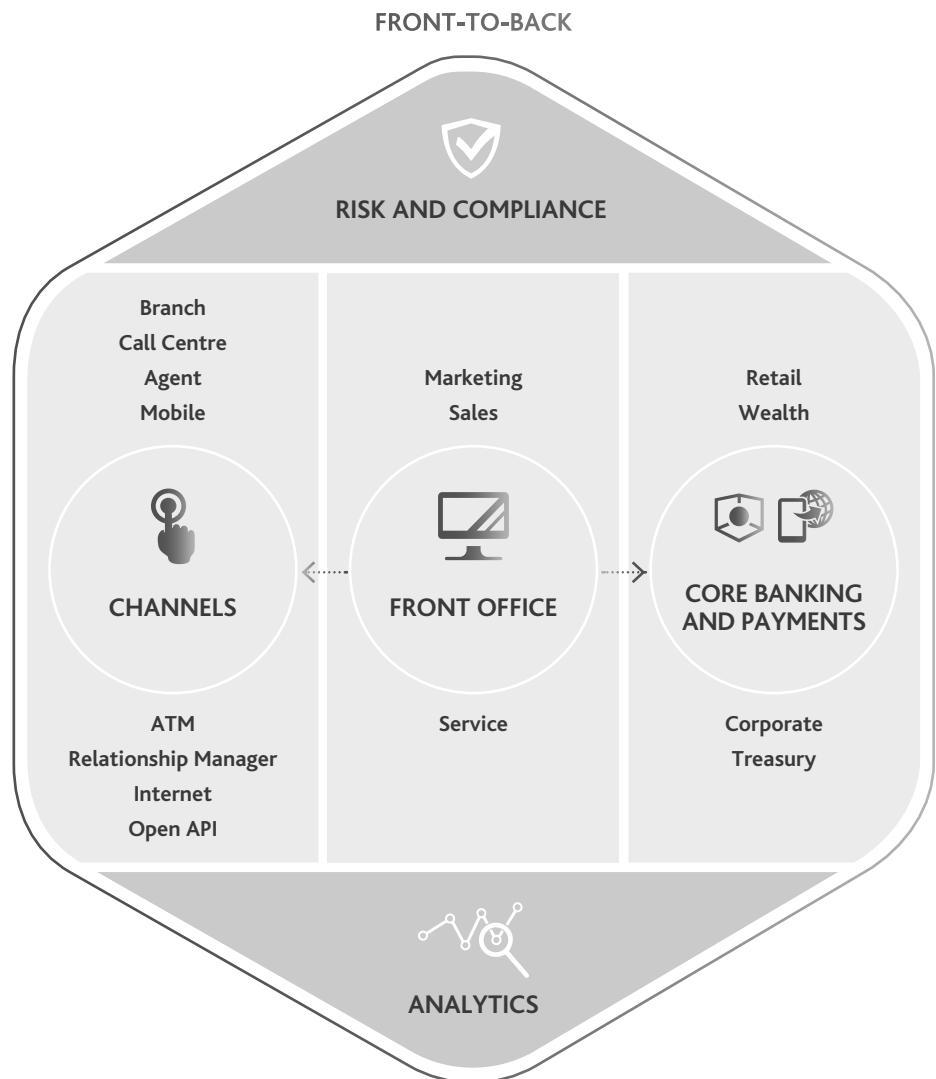 FRONT-TO-BACK
RISK AND COMPLIANCE
Branch
Call Centre
Agent
Mobile
CHANNELS
ATM
Relationship Manager
Internet
Open API
Marketing
Sales
FRONT OFFICE
Service
Retail
Wealth
CORE BANKING
AND PAYMENTS
Corporate
Treasury
ANALYTICS